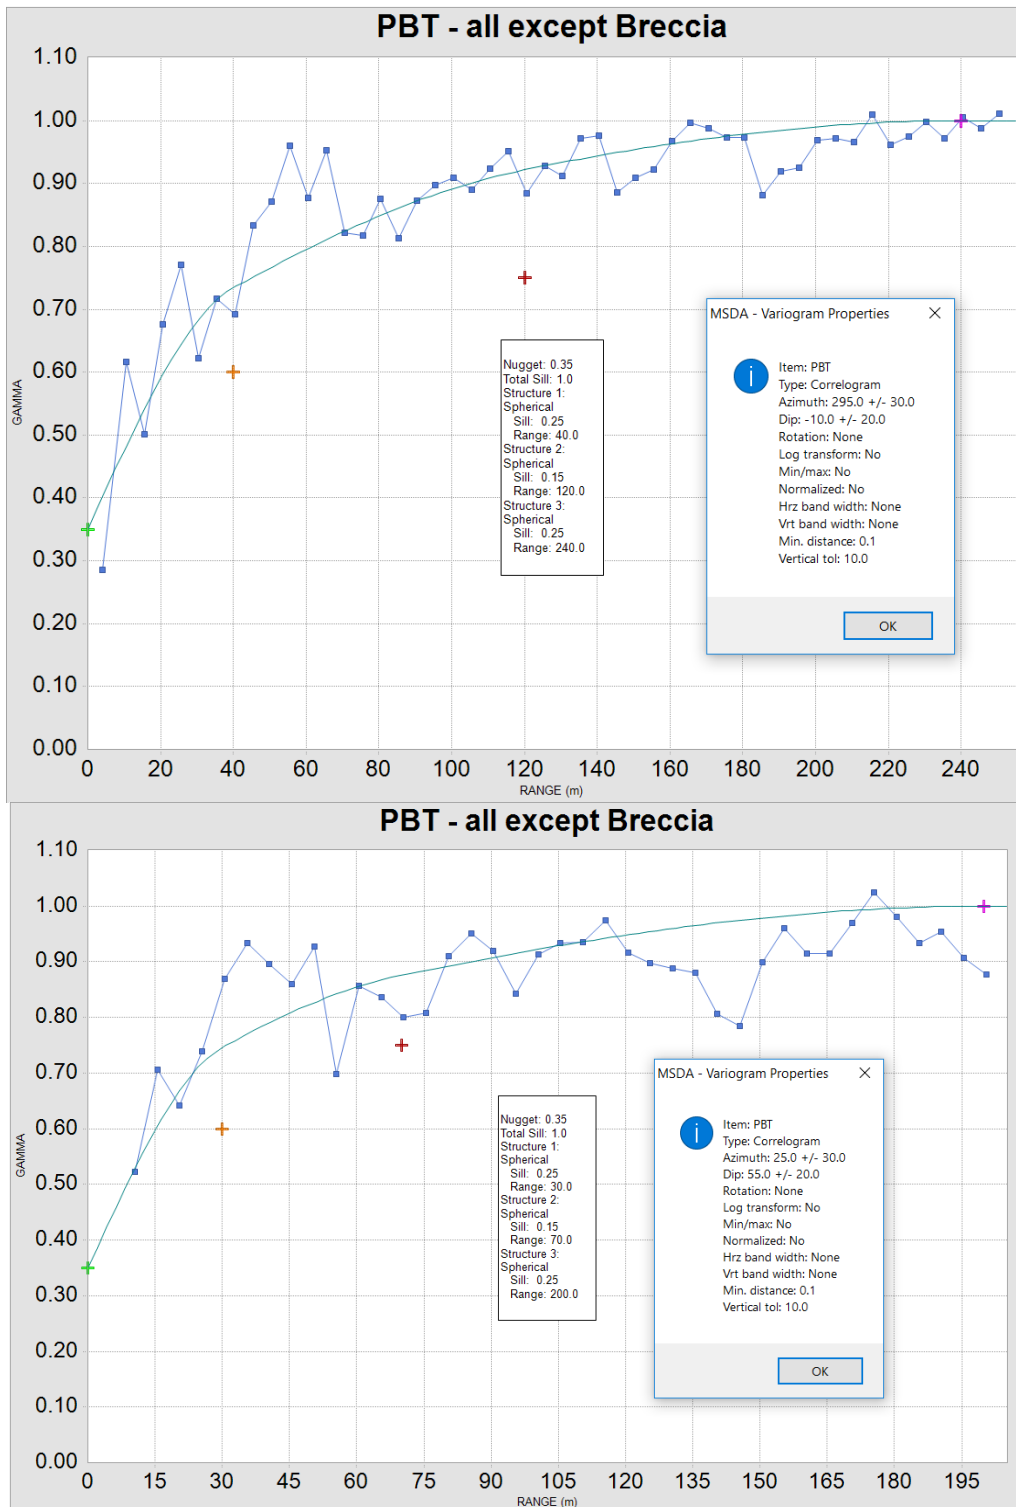 PBT - all except Breccia
1.10
1.00
0.90
0.80
0.70
0.60
0.50
0.40
0.30
0.20
0.10
0.00
GAMMA
0 20 40 60 80 100 120 140 160 180 200 220 240
RANGE (m)
Nugget: 0.35
Total Sill: 1.0
Structure 1:
Spherical
Sill: 0.25
Range: 40.0
Structure 2:
Spherical
Sill: 0.15
Range: 120.0
Structure 3:
Spherical
Sill: 0.25
Range: 240.0
MSDA - Variogram Properties
Item: PBT
Type: Correlogram
Azimuth: 295.0 +/- 30.0
Dip: -10.0 +/- 20.0
Rotation: None
Log transform: No
Min/max: No
Normalized: No
Hrz band width: None
Vrt band width: None
Min. distance: 0.1
Vertical tol: 10.0
OK
PBT - all except Breccia
1.10
1.00
0.90
0.80
0.70
0.60
0.50
0.40
0.30
0.20
0.10
0.00
GAMMA
0 15 30 45 60 75 90 105 120 135 150 165 180 195
RANGE (m)
Nugget: 0.35
Total Sill: 1.0
Structure 1:
Spherical
Sill: 0.25
Range: 30.0
Structure 2:
Spherical
Sill: 0.15
Range: 70.0
Structure 3:
Spherical
Sill: 0.25
Range: 200.0
MSDA - Variogram Properties
Item: PBT
Type: Correlogram
Azimuth: 25.0 +/- 30.0
Dip: 55.0 +/- 20.0
Rotation: None
Log transform: No
Min/max: No
Normalized: No
Hrz band width: None
Vrt band width: None
Min. distance: 0.1
Vertical tol: 10.0
OK